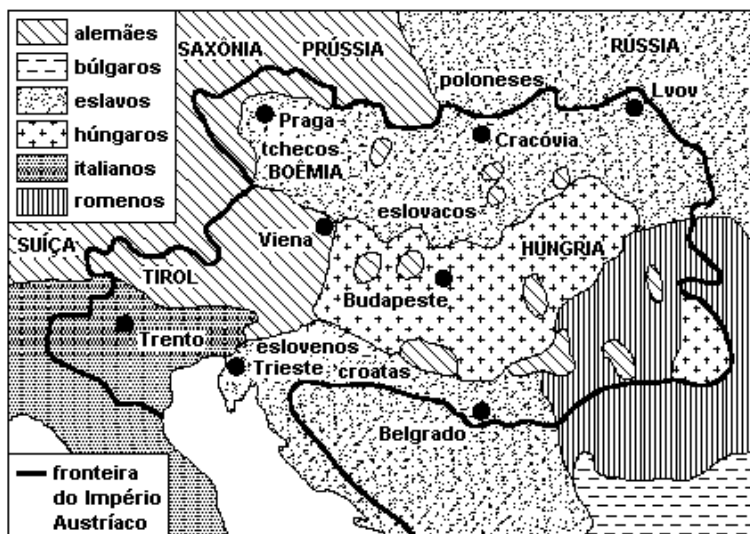 alemães
búlgaros
eslavos
húngaros
italianos
romenos
SAXÔNIA
PRÚSSIA
RÚSSIA
poloneses
Lvov
Praga
tchecos
BOÊMIA
Cracóvia
eslovacos
SUÍÇA
Viena
HUNGRIA
TIROL
Budapeste
Trento
eslovenos
Trieste
croatas
Belgrado
fronteira
do Império
Austríaco